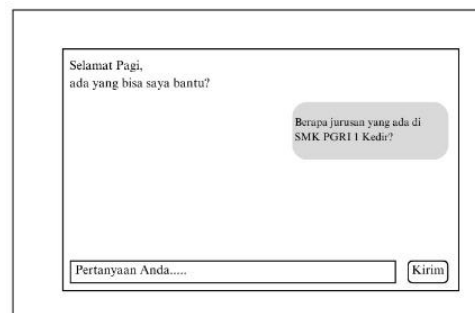 Selamat Pagi,
ada yang bisa saya bantu?
Berapa jurusan yang ada di
SMK PGRI 1 Kedir?
Pertanyaan Anda.....
Kirim